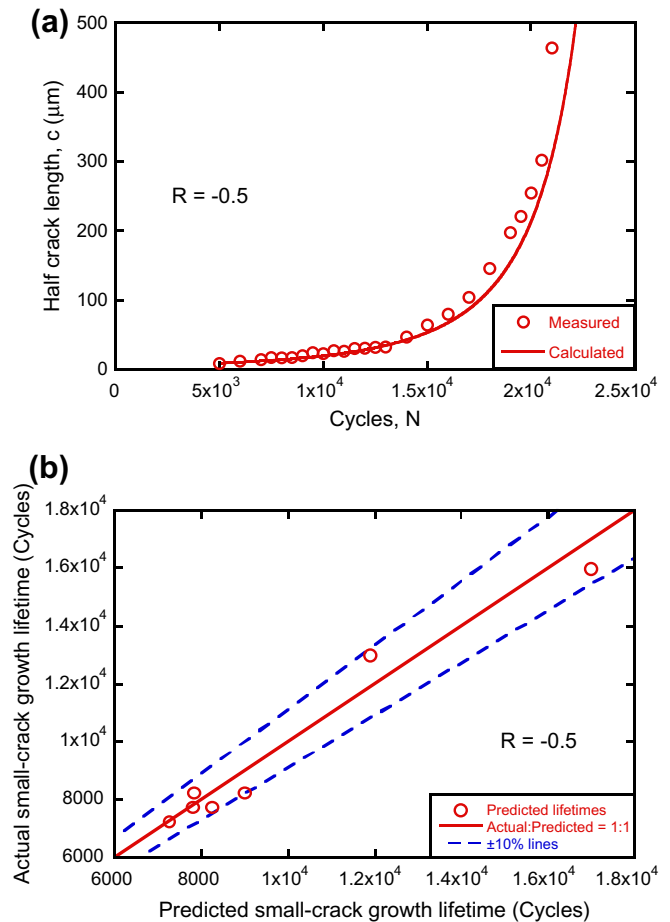 (a)
500
400
300
200
100
0
Half crack length, c (μm)
R = -0.5
Measured
Calculated
0
5x10³
1x10⁴
1.5x10⁴
2x10⁴
2.5x10⁴
Cycles, N
(b)
1.8x10⁴
1.6x10⁴
1.4x10⁴
1.2x10⁴
1x10⁴
8000
6000
Actual small-crack growth lifetime (Cycles)
R = -0.5
Predicted lifetimes
Actual:Predicted = 1:1
±10% lines
6000
8000
1x10⁴
1.2x10⁴
1.4x10⁴
1.6x10⁴
1.8x10⁴
Predicted small-crack growth lifetime (Cycles)